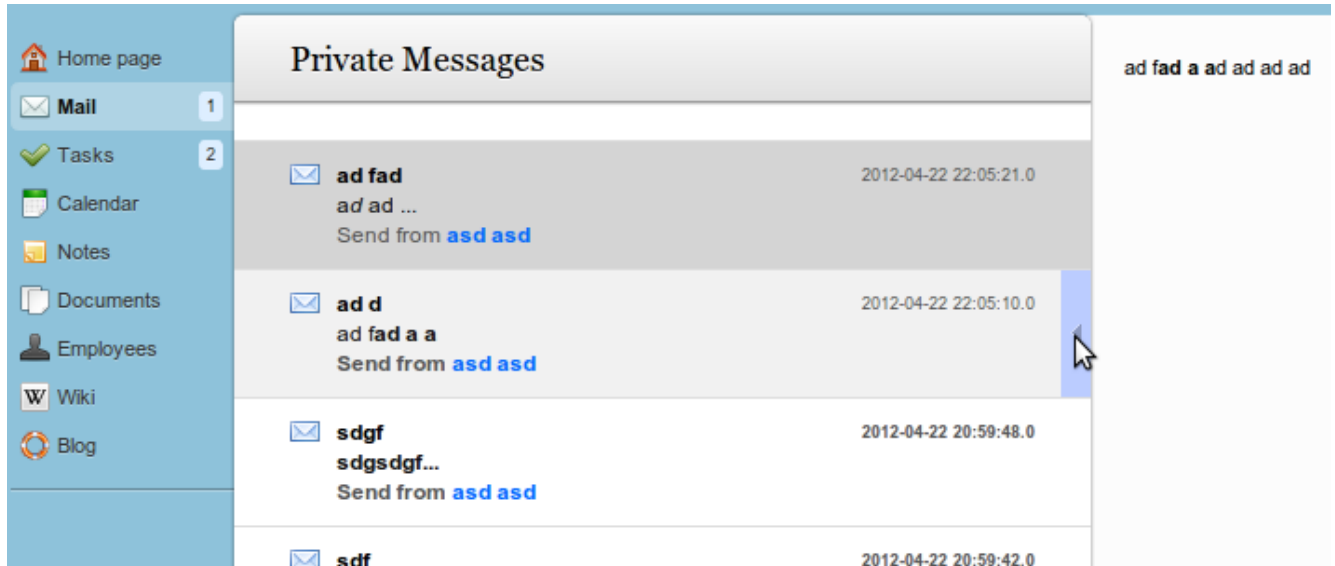 Home page
Mail 1
Tasks 2
Calendar
Notes
Documents
Employees
W Wiki
Blog
Private Messages
ad fad 2012-04-22 22:05:21.0
ad ad ...
Send from asd asd
ad d 2012-04-22 22:05:10.0
ad fad a a
Send from asd asd
sdgf 2012-04-22 20:59:48.0
sdgsdgf...
Send from asd asd
sdf 2012-04-22 20:59:42.0
ad fad a ad ad ad ad